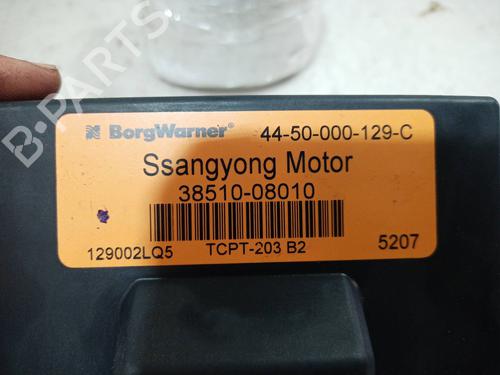 B-PARTS
BorgWarner® 44-50-000-129-C
Ssangyong Motor
38510-08010
129002LQ5 TCPT-203 B2 5207